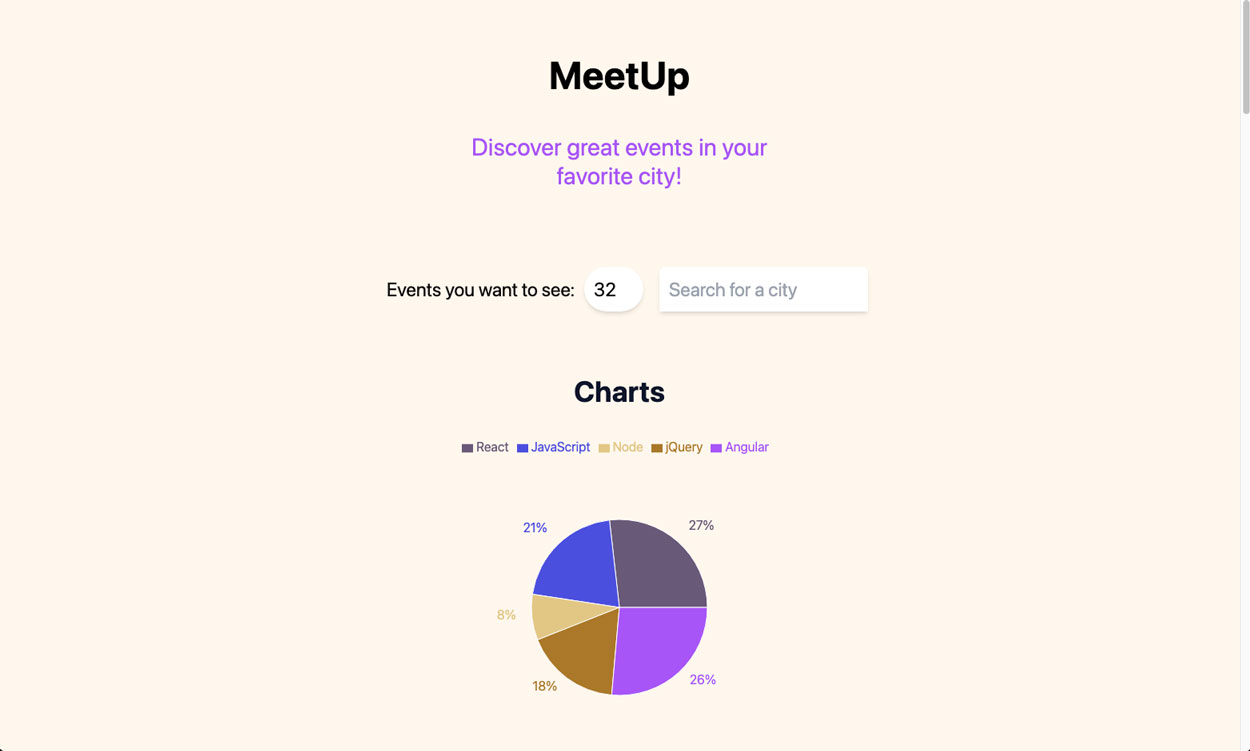 MeetUp
Discover great events in your
favorite city!
Events you want to see: 32 Search for a city
Charts
React JavaScript Node jQuery Angular
21% 27%
8%
18% 26%